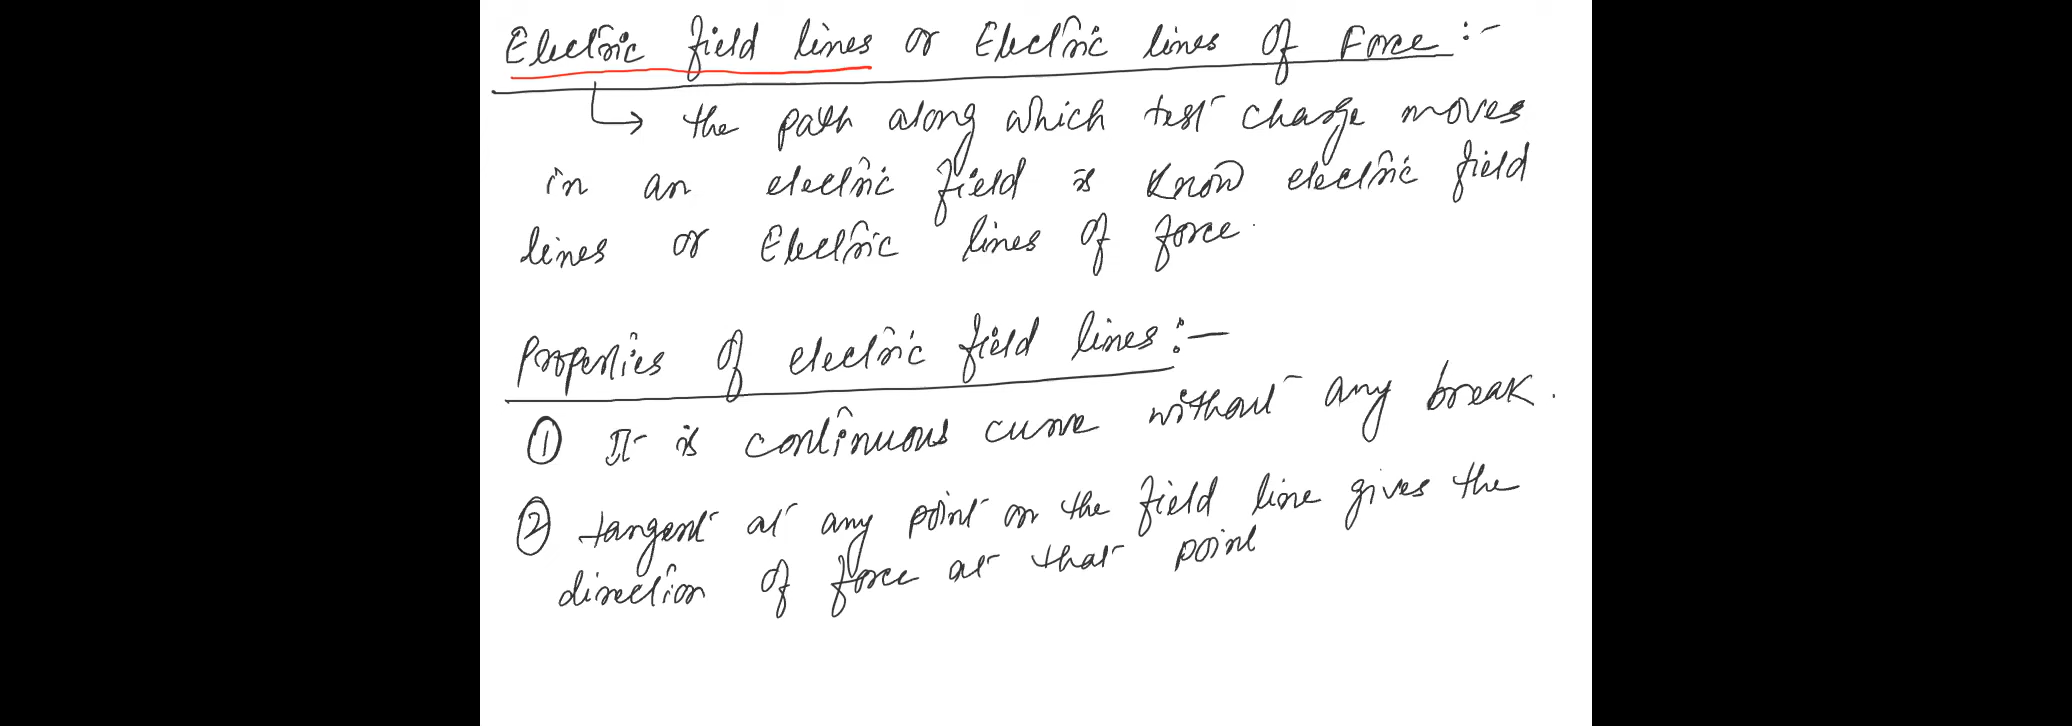 Electric field lines or Electric lines of Force :-
↳ the path along which test charge moves
in an electric field is know electric field
lines or Electric lines of force.
Properties of electric field lines :-
① It is continuous curve without any break.
② tangent at any point on the field line gives the
direction of force at that point